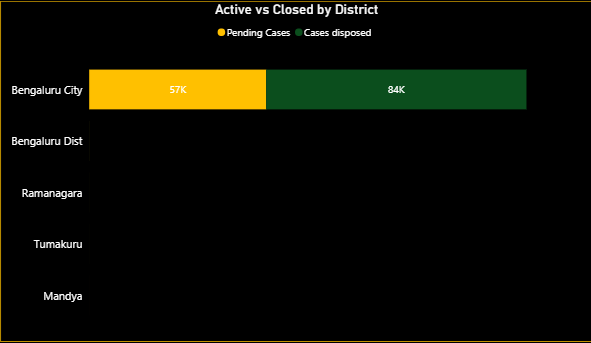 Active vs Closed by District
Pending Cases Cases disposed
Bengaluru City 57K 84K
Bengaluru Dist
Ramanagara
Tumakuru
Mandya